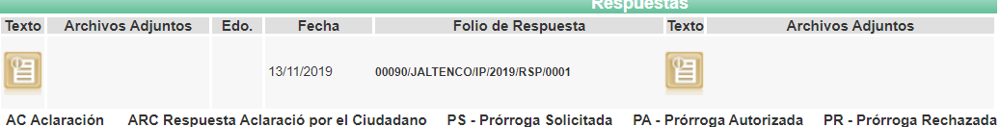 Respuestas
Texto Archivos Adjuntos Edo. Fecha Folio de Respuesta Texto Archivos Adjuntos
13/11/2019 00090/JALTENCO/IP/2019/RSP/0001
AC Aclaración ARC Respuesta Aclaració por el Ciudadano PS - Prórroga Solicitada PA - Prórroga Autorizada PR - Prórroga Rechazada